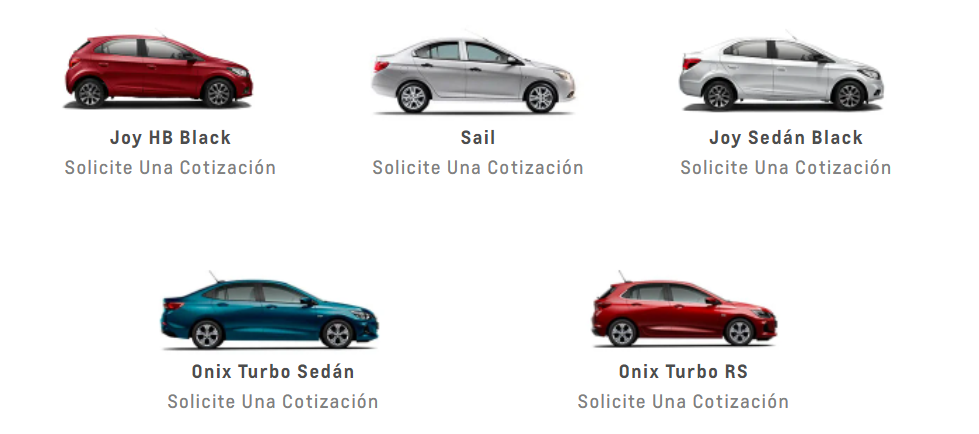 Joy HB Black
Solicite Una Cotización
Sail
Solicite Una Cotización
Joy Sedán Black
Solicite Una Cotización
Onix Turbo Sedán
Solicite Una Cotización
Onix Turbo RS
Solicite Una Cotización